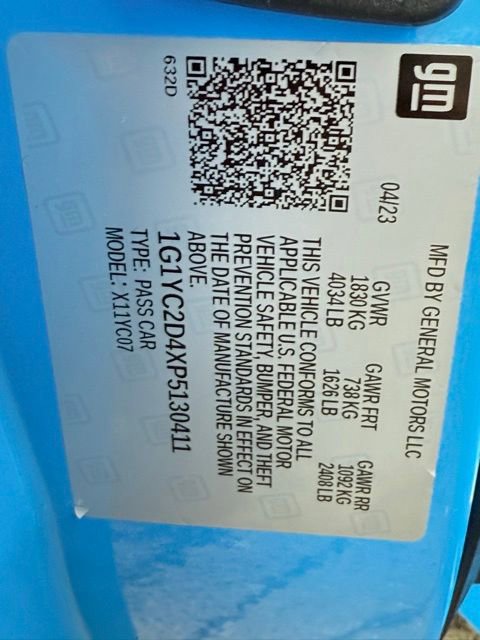 gm
MFD BY GENERAL MOTORS LLC
04/23
GVWR GAWR FRT GAWR RR
1830 KG 738 KG 1092 KG
4034 LB 1626 LB 2408 LB
THIS VEHICLE CONFORMS TO ALL
APPLICABLE U.S. FEDERAL MOTOR
VEHICLE SAFETY, BUMPER, AND THEFT
PREVENTION STANDARDS IN EFFECT ON
THE DATE OF MANUFACTURE SHOWN
ABOVE.
1G1YC2D4XP5130411
TYPE: PASS CAR
MODEL: X11YC07
632D